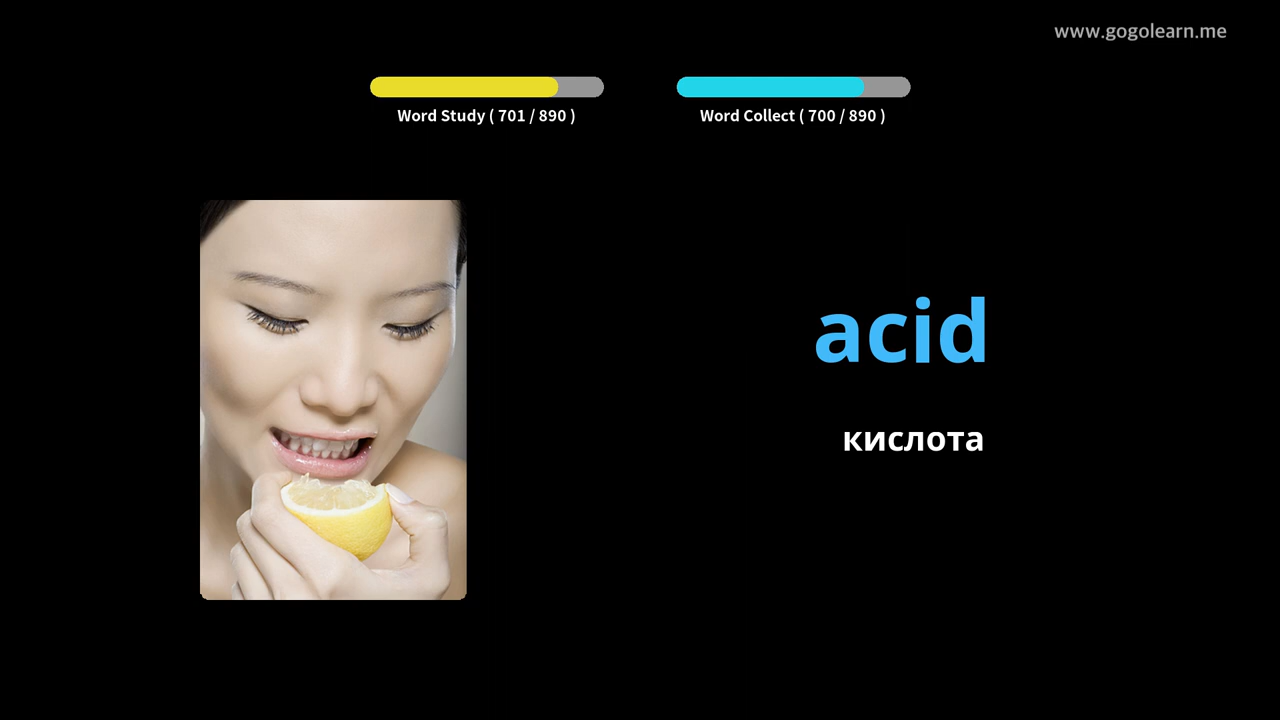 www.gogolearn.me
Word Study ( 701 / 890 )
Word Collect ( 700 / 890 )
acid
кислота